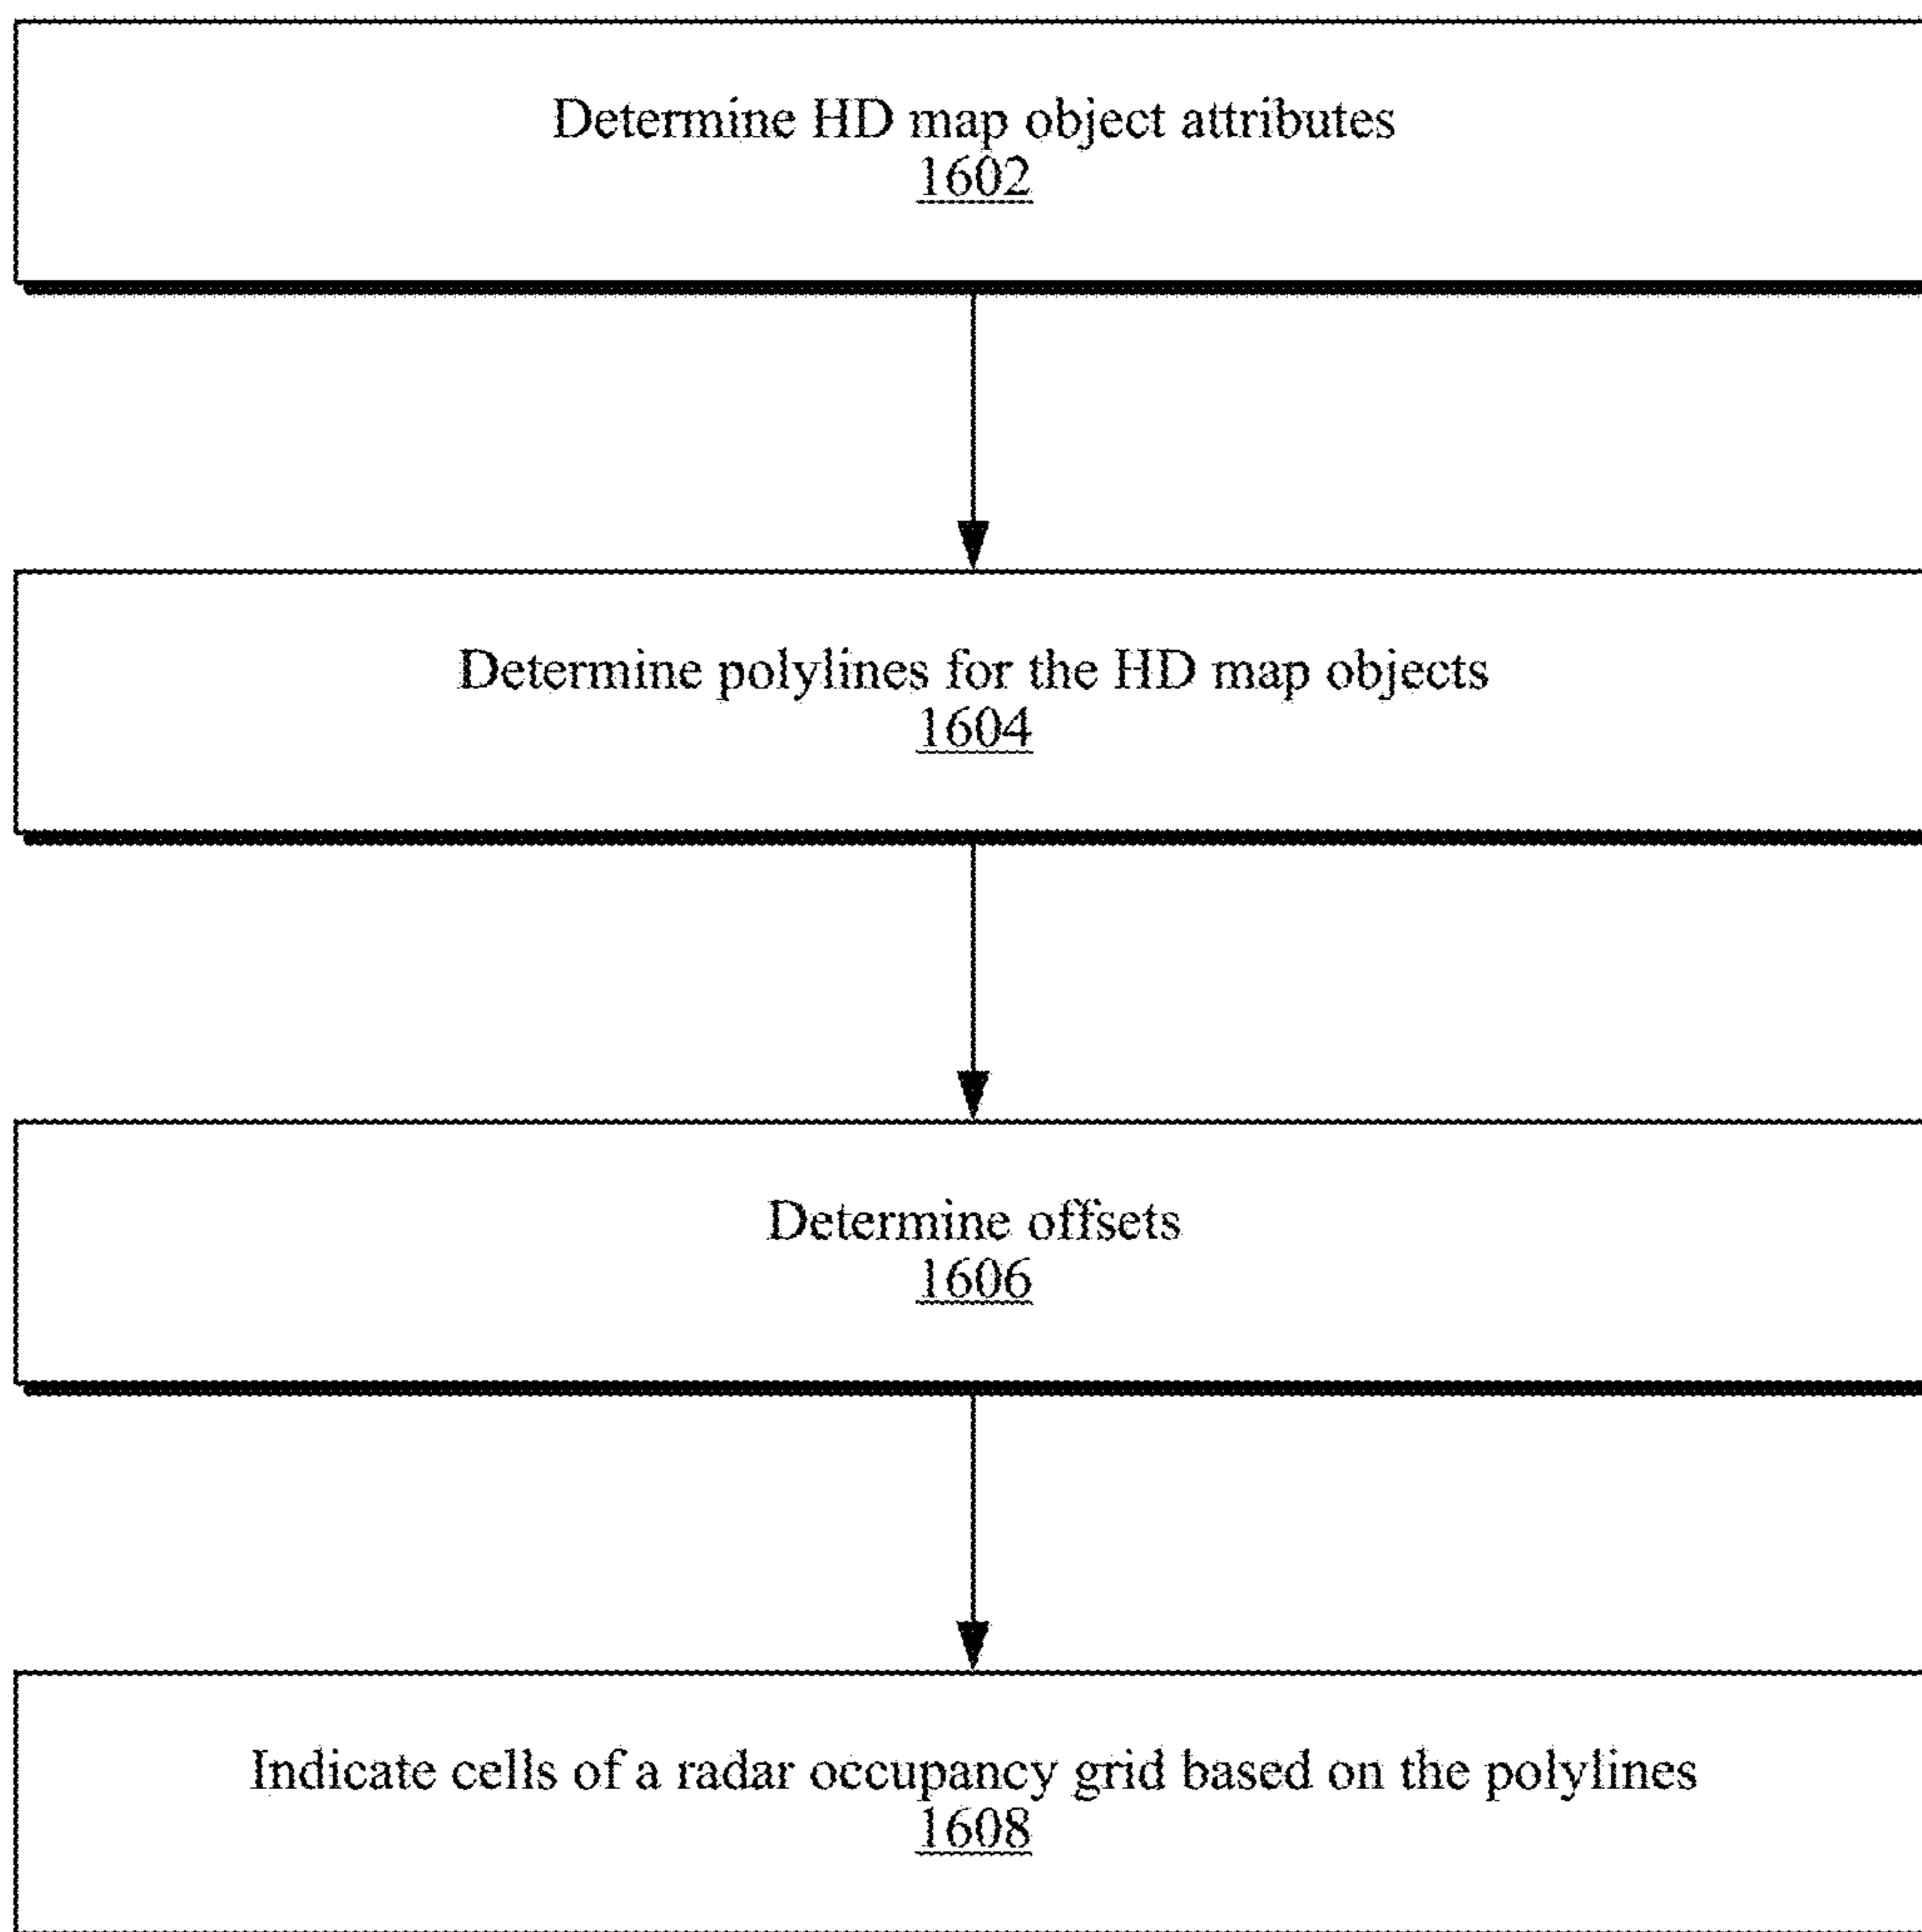 Determine HD map object attributes
1602
Determine polylines for the HD map objects
1604
Determine offsets
1606
Indicate cells of a radar occupancy grid based on the polylines
1608